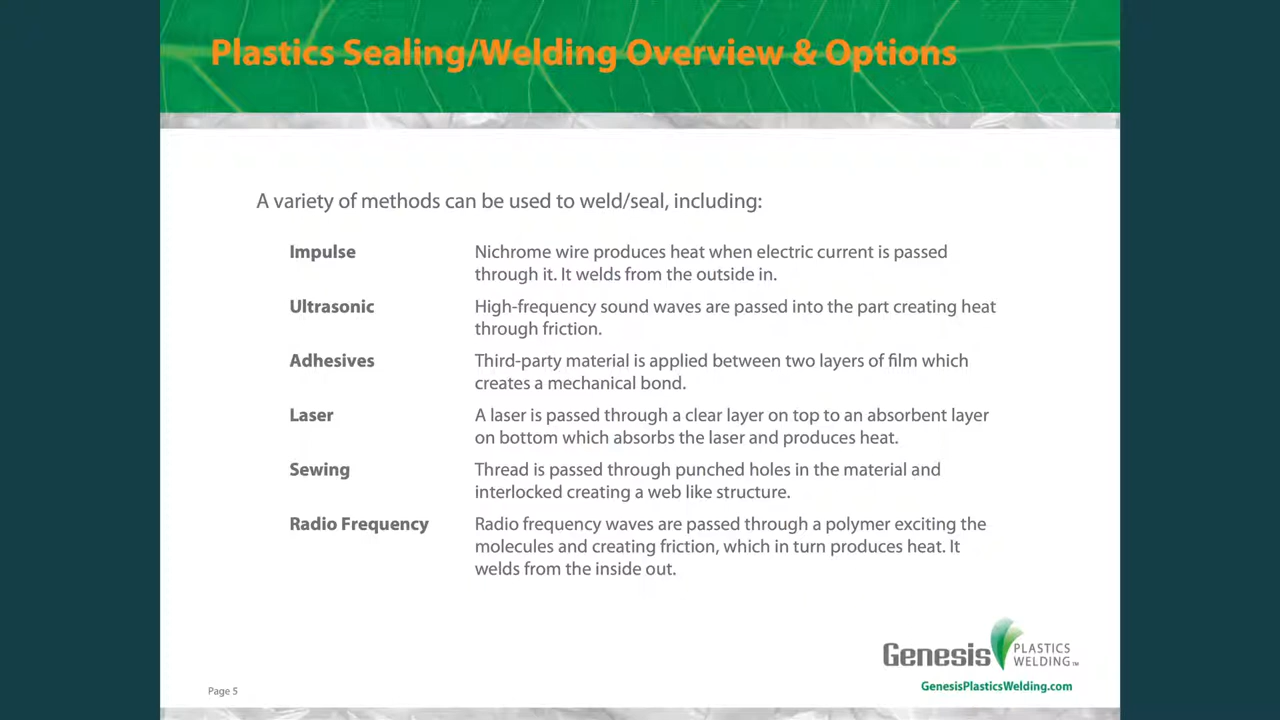 Plastics Sealing/Welding Overview & Options
A variety of methods can be used to weld/seal, including:
Impulse
Nichrome wire produces heat when electric current is passed
through it. It welds from the outside in.
Ultrasonic
High-frequency sound waves are passed into the part creating heat
through friction.
Adhesives
Third-party material is applied between two layers of film which
creates a mechanical bond.
Laser
A laser is passed through a clear layer on top to an absorbent layer
on bottom which absorbs the laser and produces heat.
Sewing
Thread is passed through punched holes in the material and
interlocked creating a web like structure.
Radio Frequency
Radio frequency waves are passed through a polymer exciting the
molecules and creating friction, which in turn produces heat. It
welds from the inside out.
Genesis
PLASTICS
WELDING™
GenesisPlasticsWelding.com
Page 5